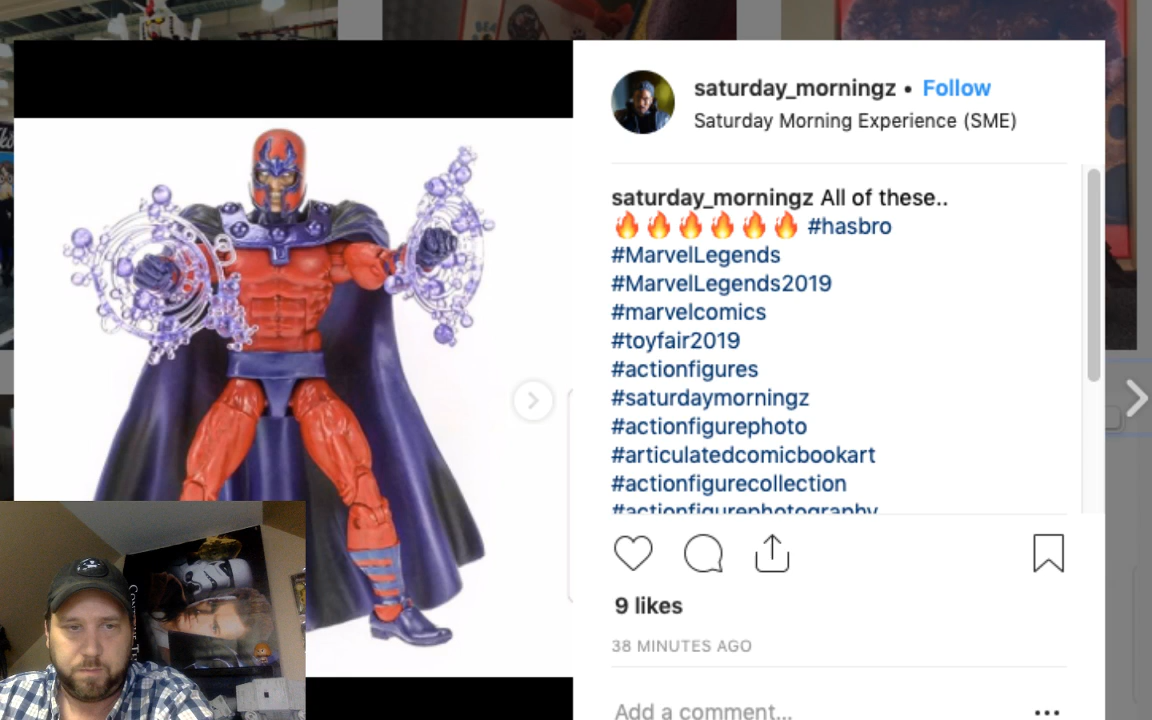 saturday_morningz • Follow
Saturday Morning Experience (SME)
saturday_morningz All of these..
🔥🔥🔥🔥🔥🔥 #hasbro
#MarvelLegends
#MarvelLegends2019
#marvelcomics
#toyfair2019
#actionfigures
#saturdaymorningz
#actionfigurephoto
#articulatedcomicbookart
#actionfigurecollection
#actionfigurephotography
9 likes
38 MINUTES AGO
Add a comment...